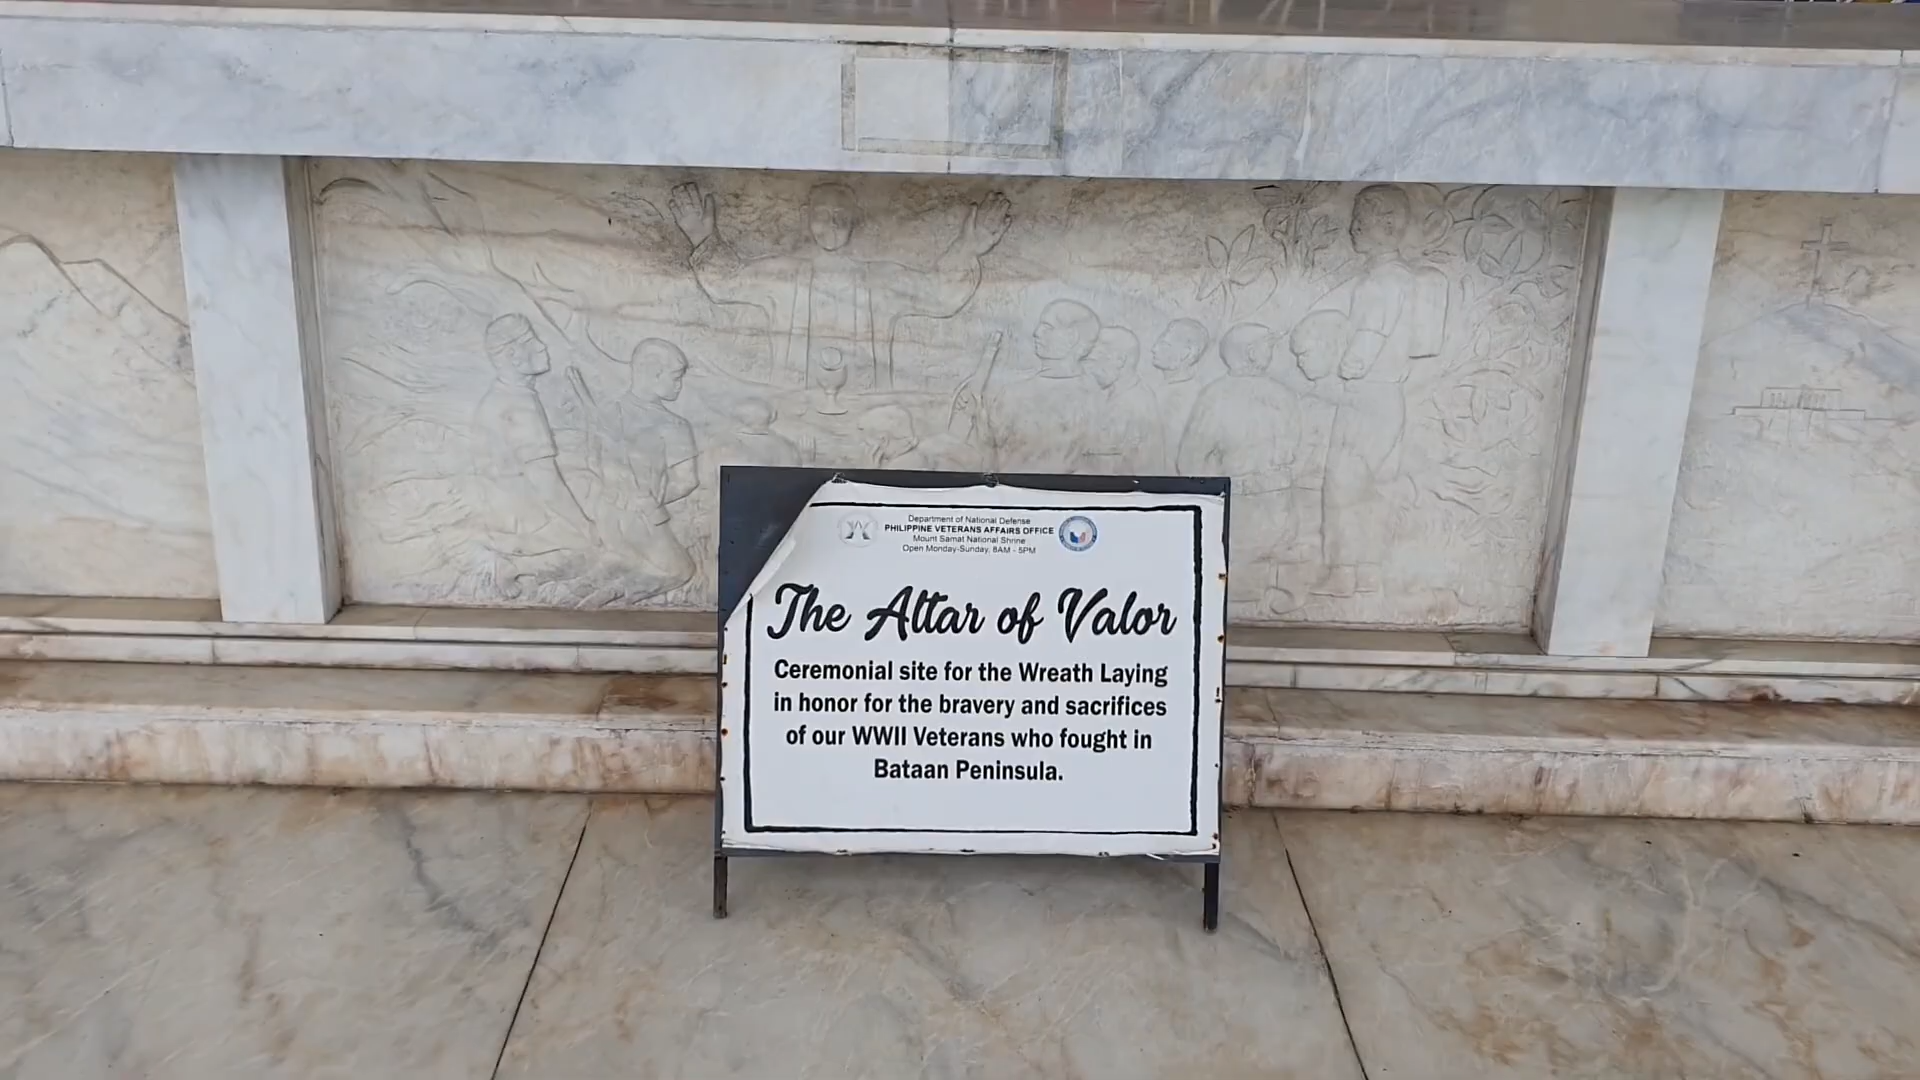 Department of National Defense
PHILIPPINE VETERANS AFFAIRS OFFICE
Mount Samat National Shrine
Open Monday-Sunday, 8AM - 5PM
The Altar of Valor
Ceremonial site for the Wreath Laying
in honor for the bravery and sacrifices
of our WWII Veterans who fought in
Bataan Peninsula.